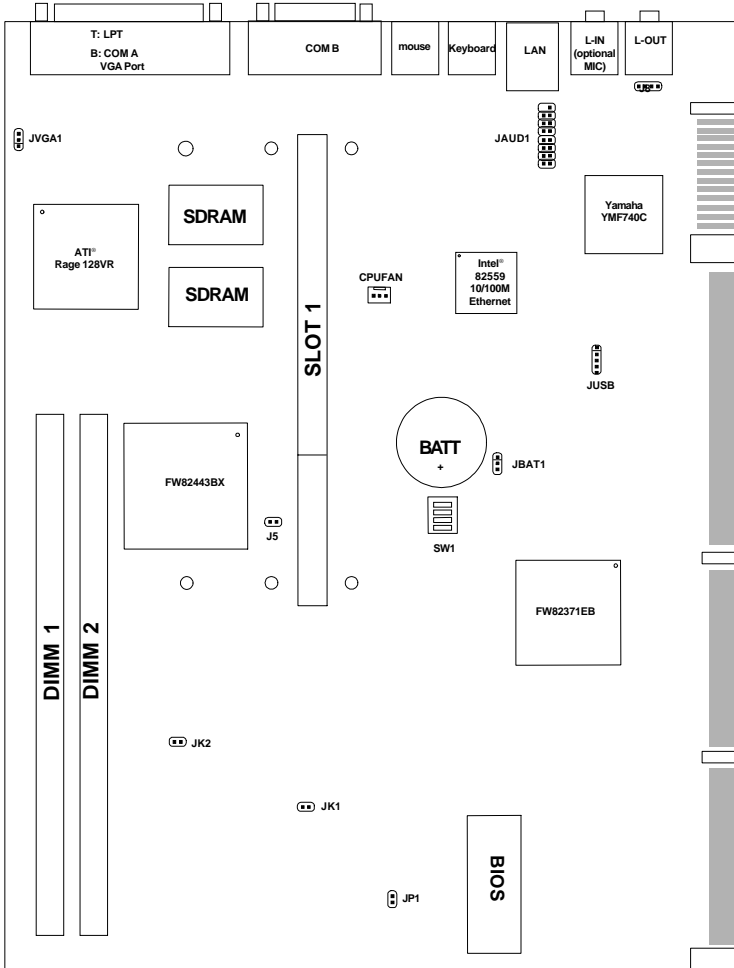 T: LPT
B: COM A
VGA Port
COM B
mouse
Keyboard
LAN
L-IN
(optional
MIC)
L-OUT
JVGA1
JAUD1
SDRAM
Yamaha
YMF740C
ATI®
Rage 128VR
Intel®
82559
10/100M
Ethernet
CPUFAN
SDRAM
SLOT 1
JUSB
BATT
+
JBAT1
FW82443BX
J5
SW1
FW82371EB
DIMM 1
DIMM 2
JK2
JK1
BIOS
JP1